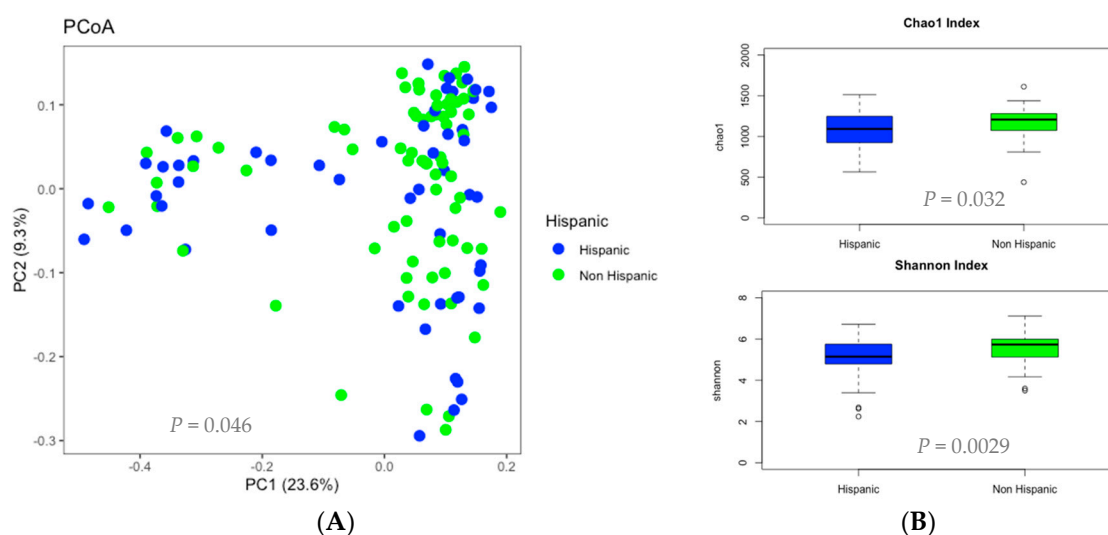 PCoA
0.1
0.0
-0.1
-0.2
-0.3
PC2 (9.3%)
-0.4
-0.2
0.0
0.2
PC1 (23.6%)
P = 0.046
Hispanic
Hispanic
Non Hispanic
(A)
Chao1 Index
2000
1500
1000
500
0
chao1
P = 0.032
Hispanic
Non Hispanic
Shannon Index
8
6
4
2
0
shannon
P = 0.0029
Hispanic
Non Hispanic
(B)